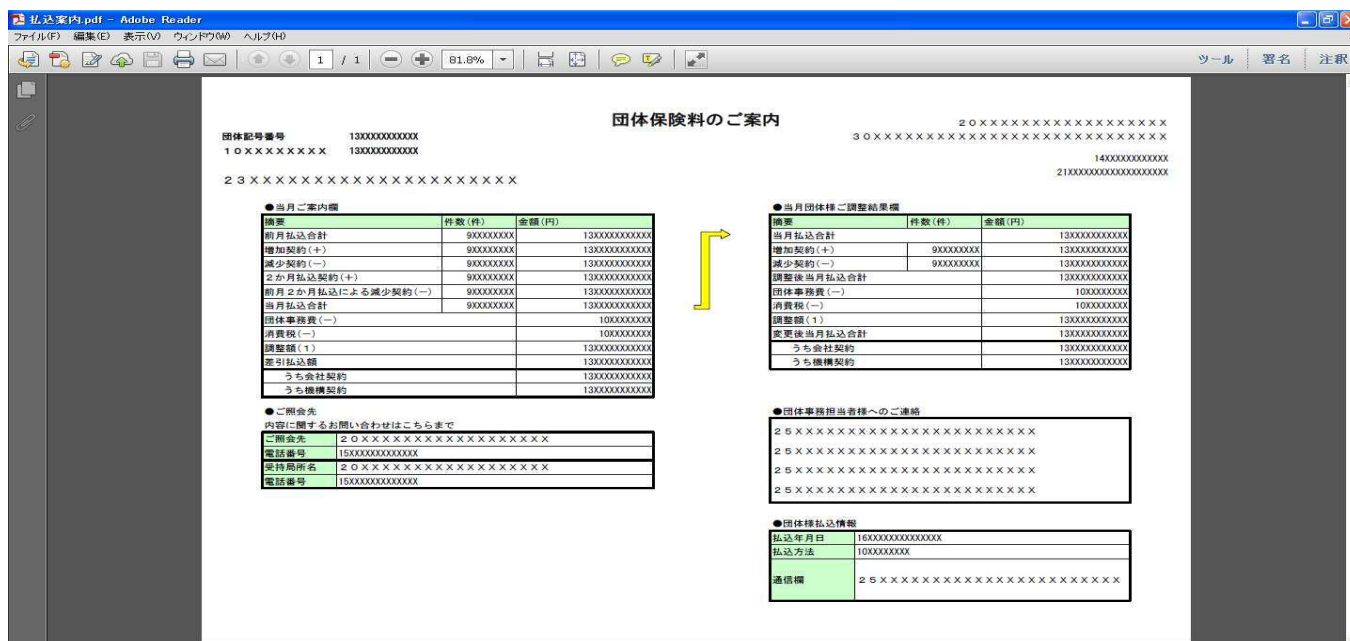 払込案内.pdf - Adobe Reader
ファイル(F) 編集(E) 表示(V) ウィンドウ(W) ヘルプ(H)
1 / 1 81.8% ツール 署名 注釈
団体保険料のご案内
20XXXXXXXXXXXXXXXXXX
30XXXXXXXXXXXXXXXXXXXXXXXXXXXX
団体記号番号 13XXXXXXXXXXX
10XXXXXXXX 13XXXXXXXXXXX
14XXXXXXXXXXXX
21XXXXXXXXXXXXXXXXXXX
23XXXXXXXXXXXXXXXXXXXXX
●当月ご案内欄
摘要 件数(件) 金額(円)
前月払込合計 9XXXXXXXX 13XXXXXXXXXXX
増加契約(+) 9XXXXXXXX 13XXXXXXXXXXX
減少契約(-) 9XXXXXXXX 13XXXXXXXXXXX
2か月払込契約(+) 9XXXXXXXX 13XXXXXXXXXXX
前月2か月払込による減少契約(-) 9XXXXXXXX 13XXXXXXXXXXX
当月払込合計 9XXXXXXXX 13XXXXXXXXXXX
団体事務費(-) 10XXXXXXXX
消費税(-) 10XXXXXXXX
調整額(1) 13XXXXXXXXXXX
差引払込額 13XXXXXXXXXXX
うち会社契約 13XXXXXXXXXXX
うち機構契約 13XXXXXXXXXXX
●当月団体様ご調整結果欄
摘要 件数(件) 金額(円)
当月払込合計 13XXXXXXXXXXX
増加契約(+) 9XXXXXXXX 13XXXXXXXXXXX
減少契約(-) 9XXXXXXXX 13XXXXXXXXXXX
調整後当月払込合計 13XXXXXXXXXXX
団体事務費(-) 10XXXXXXXX
消費税(-) 10XXXXXXXX
調整額(1) 13XXXXXXXXXXX
変更後当月払込合計 13XXXXXXXXXXX
うち会社契約 13XXXXXXXXXXX
うち機構契約 13XXXXXXXXXXX
●ご照会先
内容に関するお問い合わせはこちらまで
ご照会先 20XXXXXXXXXXXXXXXXXX
電話番号 15XXXXXXXXXXXXX
受持局所名 20XXXXXXXXXXXXXXXXXX
電話番号 15XXXXXXXXXXXXX
●団体事務担当者様へのご連絡
25XXXXXXXXXXXXXXXXXXXXXXX
25XXXXXXXXXXXXXXXXXXXXXXX
25XXXXXXXXXXXXXXXXXXXXXXX
25XXXXXXXXXXXXXXXXXXXXXXX
●団体様払込情報
払込年月日 16XXXXXXXXXXXXXX
払込方法 10XXXXXXXX
通信欄 25XXXXXXXXXXXXXXXXXXXXXXX